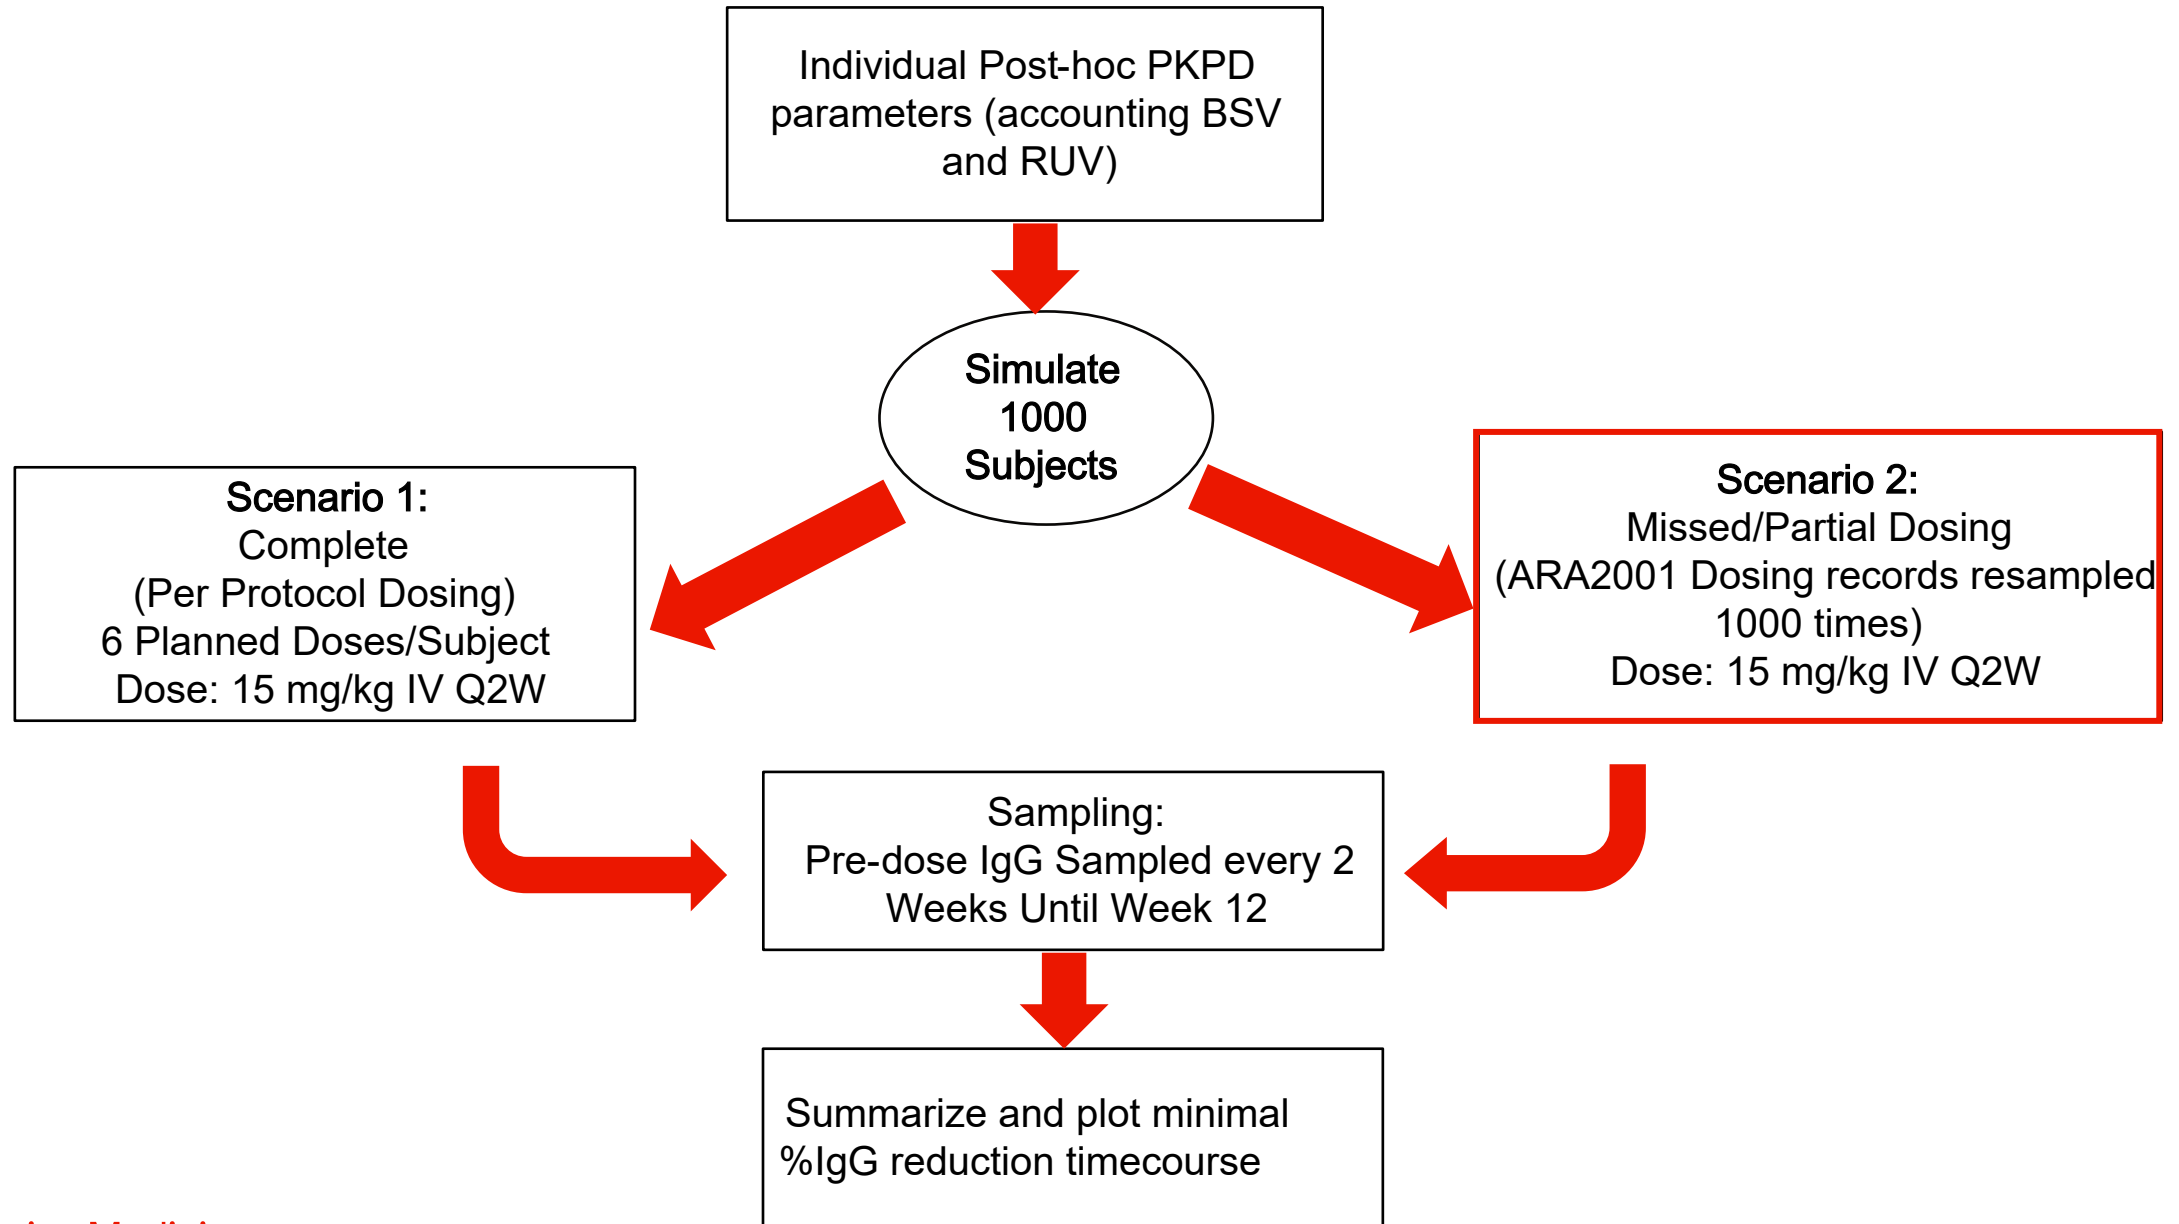 Individual Post-hoc PKPD
parameters (accounting BSV
and RUV)
Simulate
1000
Subjects
Scenario 1:
Complete
(Per Protocol Dosing)
6 Planned Doses/Subject
Dose: 15 mg/kg IV Q2W
Scenario 2:
Missed/Partial Dosing
(ARA2001 Dosing records resampled
1000 times)
Dose: 15 mg/kg IV Q2W
Sampling:
Pre-dose IgG Sampled every 2
Weeks Until Week 12
Summarize and plot minimal
%IgG reduction timecourse